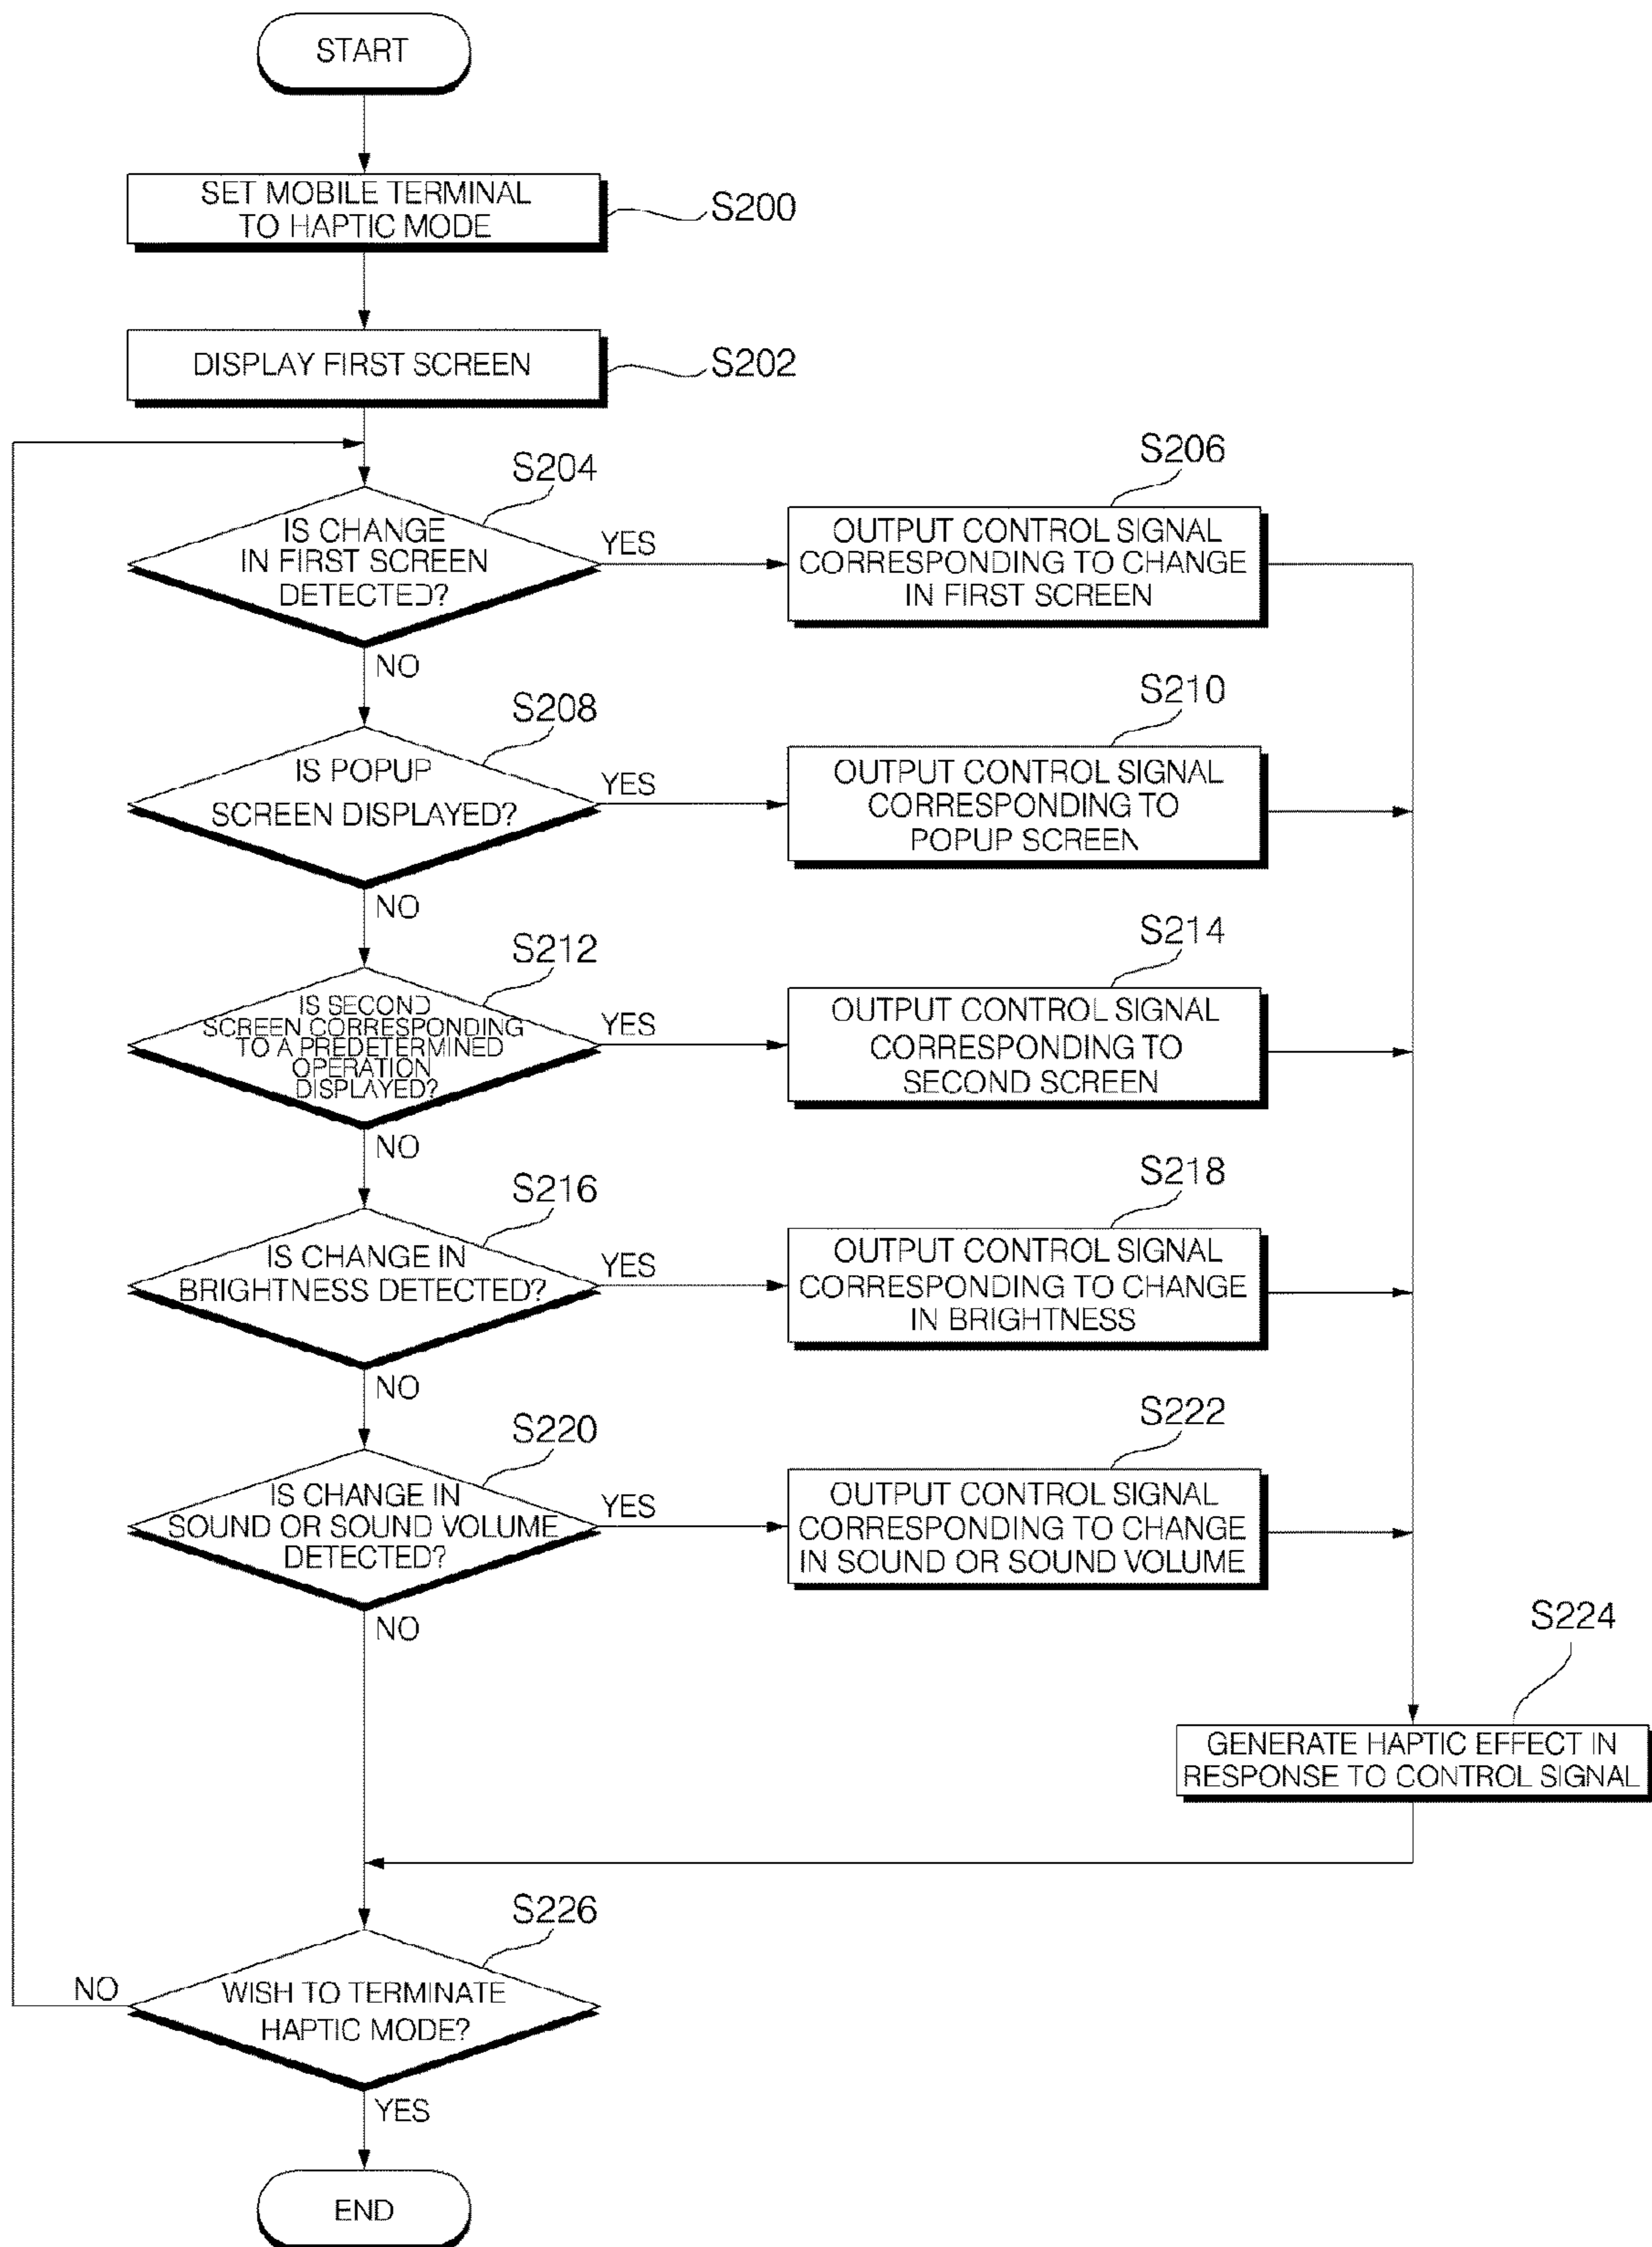 START
SET MOBILE TERMINAL
TO HAPTIC MODE
S200
DISPLAY FIRST SCREEN
S202
S204
IS CHANGE
IN FIRST SCREEN
DETECTED?
YES
NO
S206
OUTPUT CONTROL SIGNAL
CORRESPONDING TO CHANGE
IN FIRST SCREEN
S208
IS POPUP
SCREEN DISPLAYED?
YES
NO
S210
OUTPUT CONTROL SIGNAL
CORRESPONDING TO
POPUP SCREEN
S212
IS SECOND
SCREEN CORRESPONDING
TO A PREDETERMINED
OPERATION
DISPLAYED?
YES
NO
S214
OUTPUT CONTROL SIGNAL
CORRESPONDING TO
SECOND SCREEN
S216
IS CHANGE IN
BRIGHTNESS DETECTED?
YES
NO
S218
OUTPUT CONTROL SIGNAL
CORRESPONDING TO CHANGE
IN BRIGHTNESS
S220
IS CHANGE IN
SOUND OR SOUND VOLUME
DETECTED?
YES
NO
S222
OUTPUT CONTROL SIGNAL
CORRESPONDING TO CHANGE
IN SOUND OR SOUND VOLUME
S224
GENERATE HAPTIC EFFECT IN
RESPONSE TO CONTROL SIGNAL
S226
WISH TO TERMINATE
HAPTIC MODE?
NO
YES
END